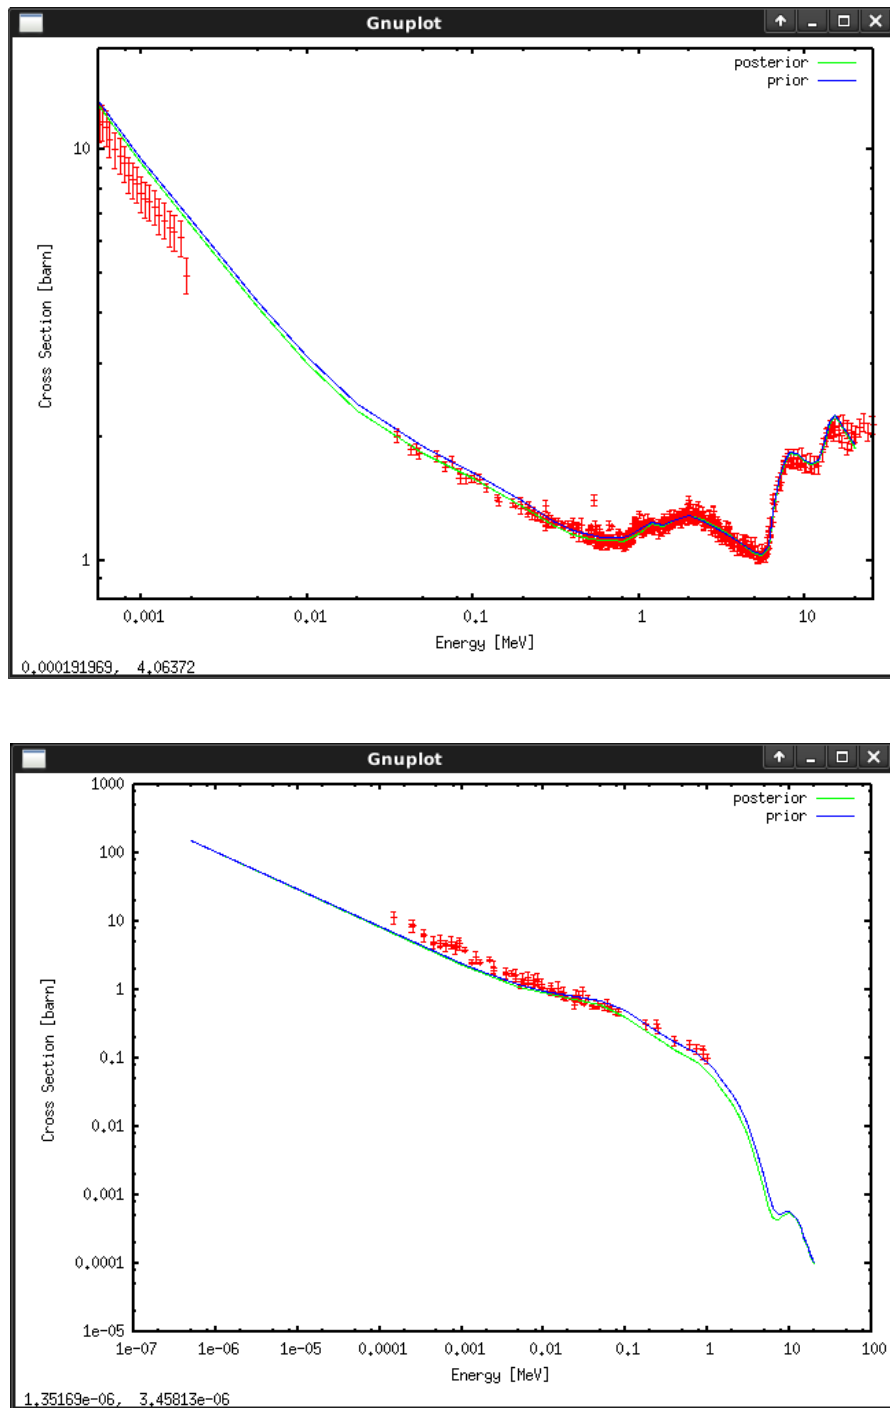 Gnuplot
posterior
prior
10
1
Cross Section [barn]
0.001 0.01 0.1 1 10
Energy [MeV]
0.000191969, 4.06372
Gnuplot
posterior
prior
1000
100
10
1
0.1
0.01
0.001
0.0001
1e-05
Cross Section [barn]
1e-07 1e-06 1e-05 0.0001 0.001 0.01 0.1 1 10 100
Energy [MeV]
1.35169e-06, 3.45813e-06